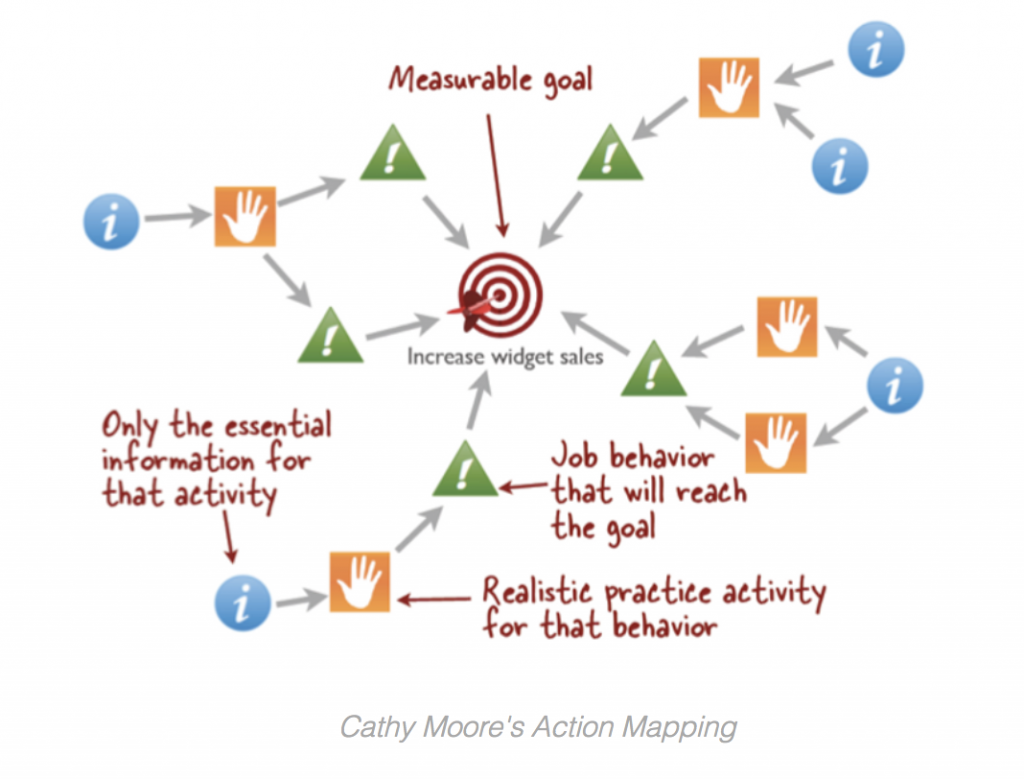 Measurable goal
Increase widget sales
Only the essential
information for
that activity
Job behavior
that will reach
the goal
Realistic practice activity
for that behavior
Cathy Moore's Action Mapping